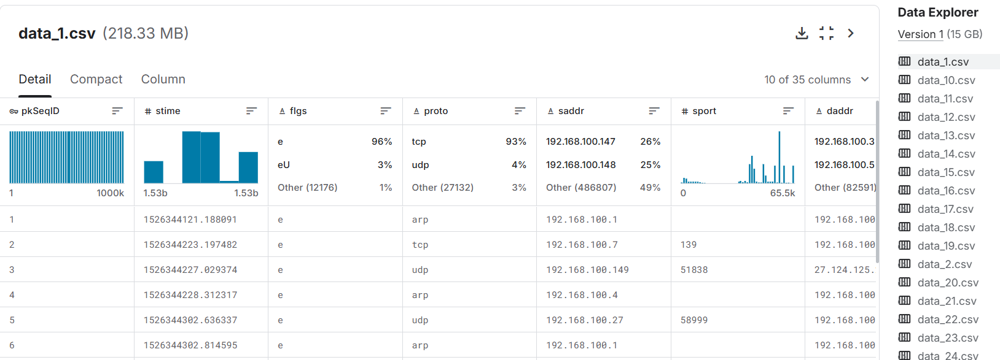 data_1.csv (218.33 MB)
Detail Compact Column 10 of 35 columns
pkSeqID # stime A flgs A proto A saddr # sport A daddr
e 96% tcp 93% 192.168.100.147 26% 192.168.100.3
eU 3% udp 4% 192.168.100.148 25% 192.168.100.5
Other (12176) 1% Other (27132) 3% Other (486807) 49% Other (82591)
1 1000k 1.53b 1.53b 0 65.5k
1 1526344121.188091 e arp 192.168.100.1 192.168.100
2 1526344223.197482 e tcp 192.168.100.7 139 192.168.100
3 1526344227.029374 e udp 192.168.100.149 51838 27.124.125.
4 1526344228.312317 e arp 192.168.100.4 192.168.100
5 1526344302.636337 e udp 192.168.100.27 58999 192.168.100
6 1526344302.814595 e arp 192.168.100.1 192.168.100
Data Explorer
Version 1 (15 GB)
data_1.csv
data_10.csv
data_11.csv
data_12.csv
data_13.csv
data_14.csv
data_15.csv
data_16.csv
data_17.csv
data_18.csv
data_19.csv
data_2.csv
data_20.csv
data_21.csv
data_22.csv
data_23.csv
data_24.csv